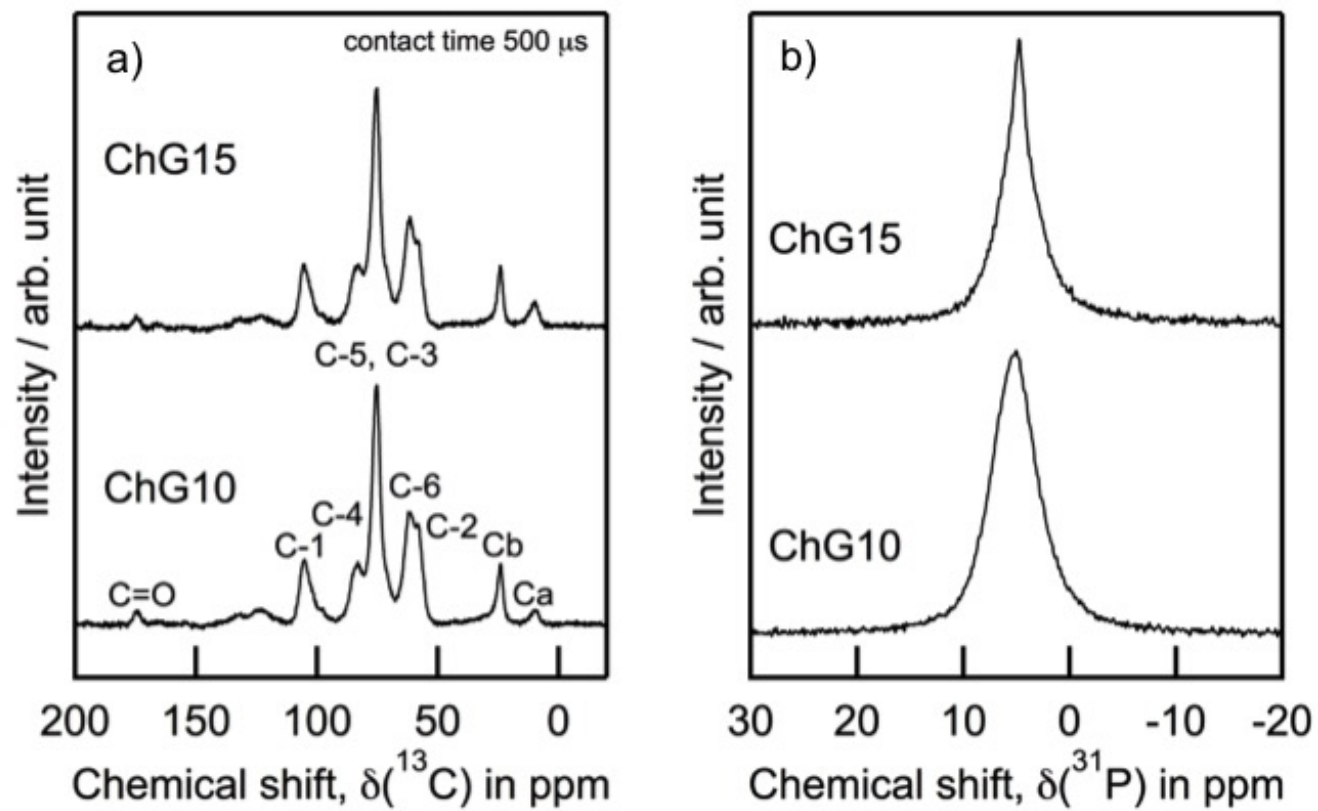 a)
contact time 500 μs
ChG15
C-5, C-3
ChG10
C-6
C-4
C-2
C-1
Cb
C=O
Ca
200 150 100 50 0
Chemical shift, δ(¹³C) in ppm
Intensity / arb. unit
b)
ChG15
ChG10
30 20 10 0 -10 -20
Chemical shift, δ(³¹P) in ppm
Intensity / arb. unit